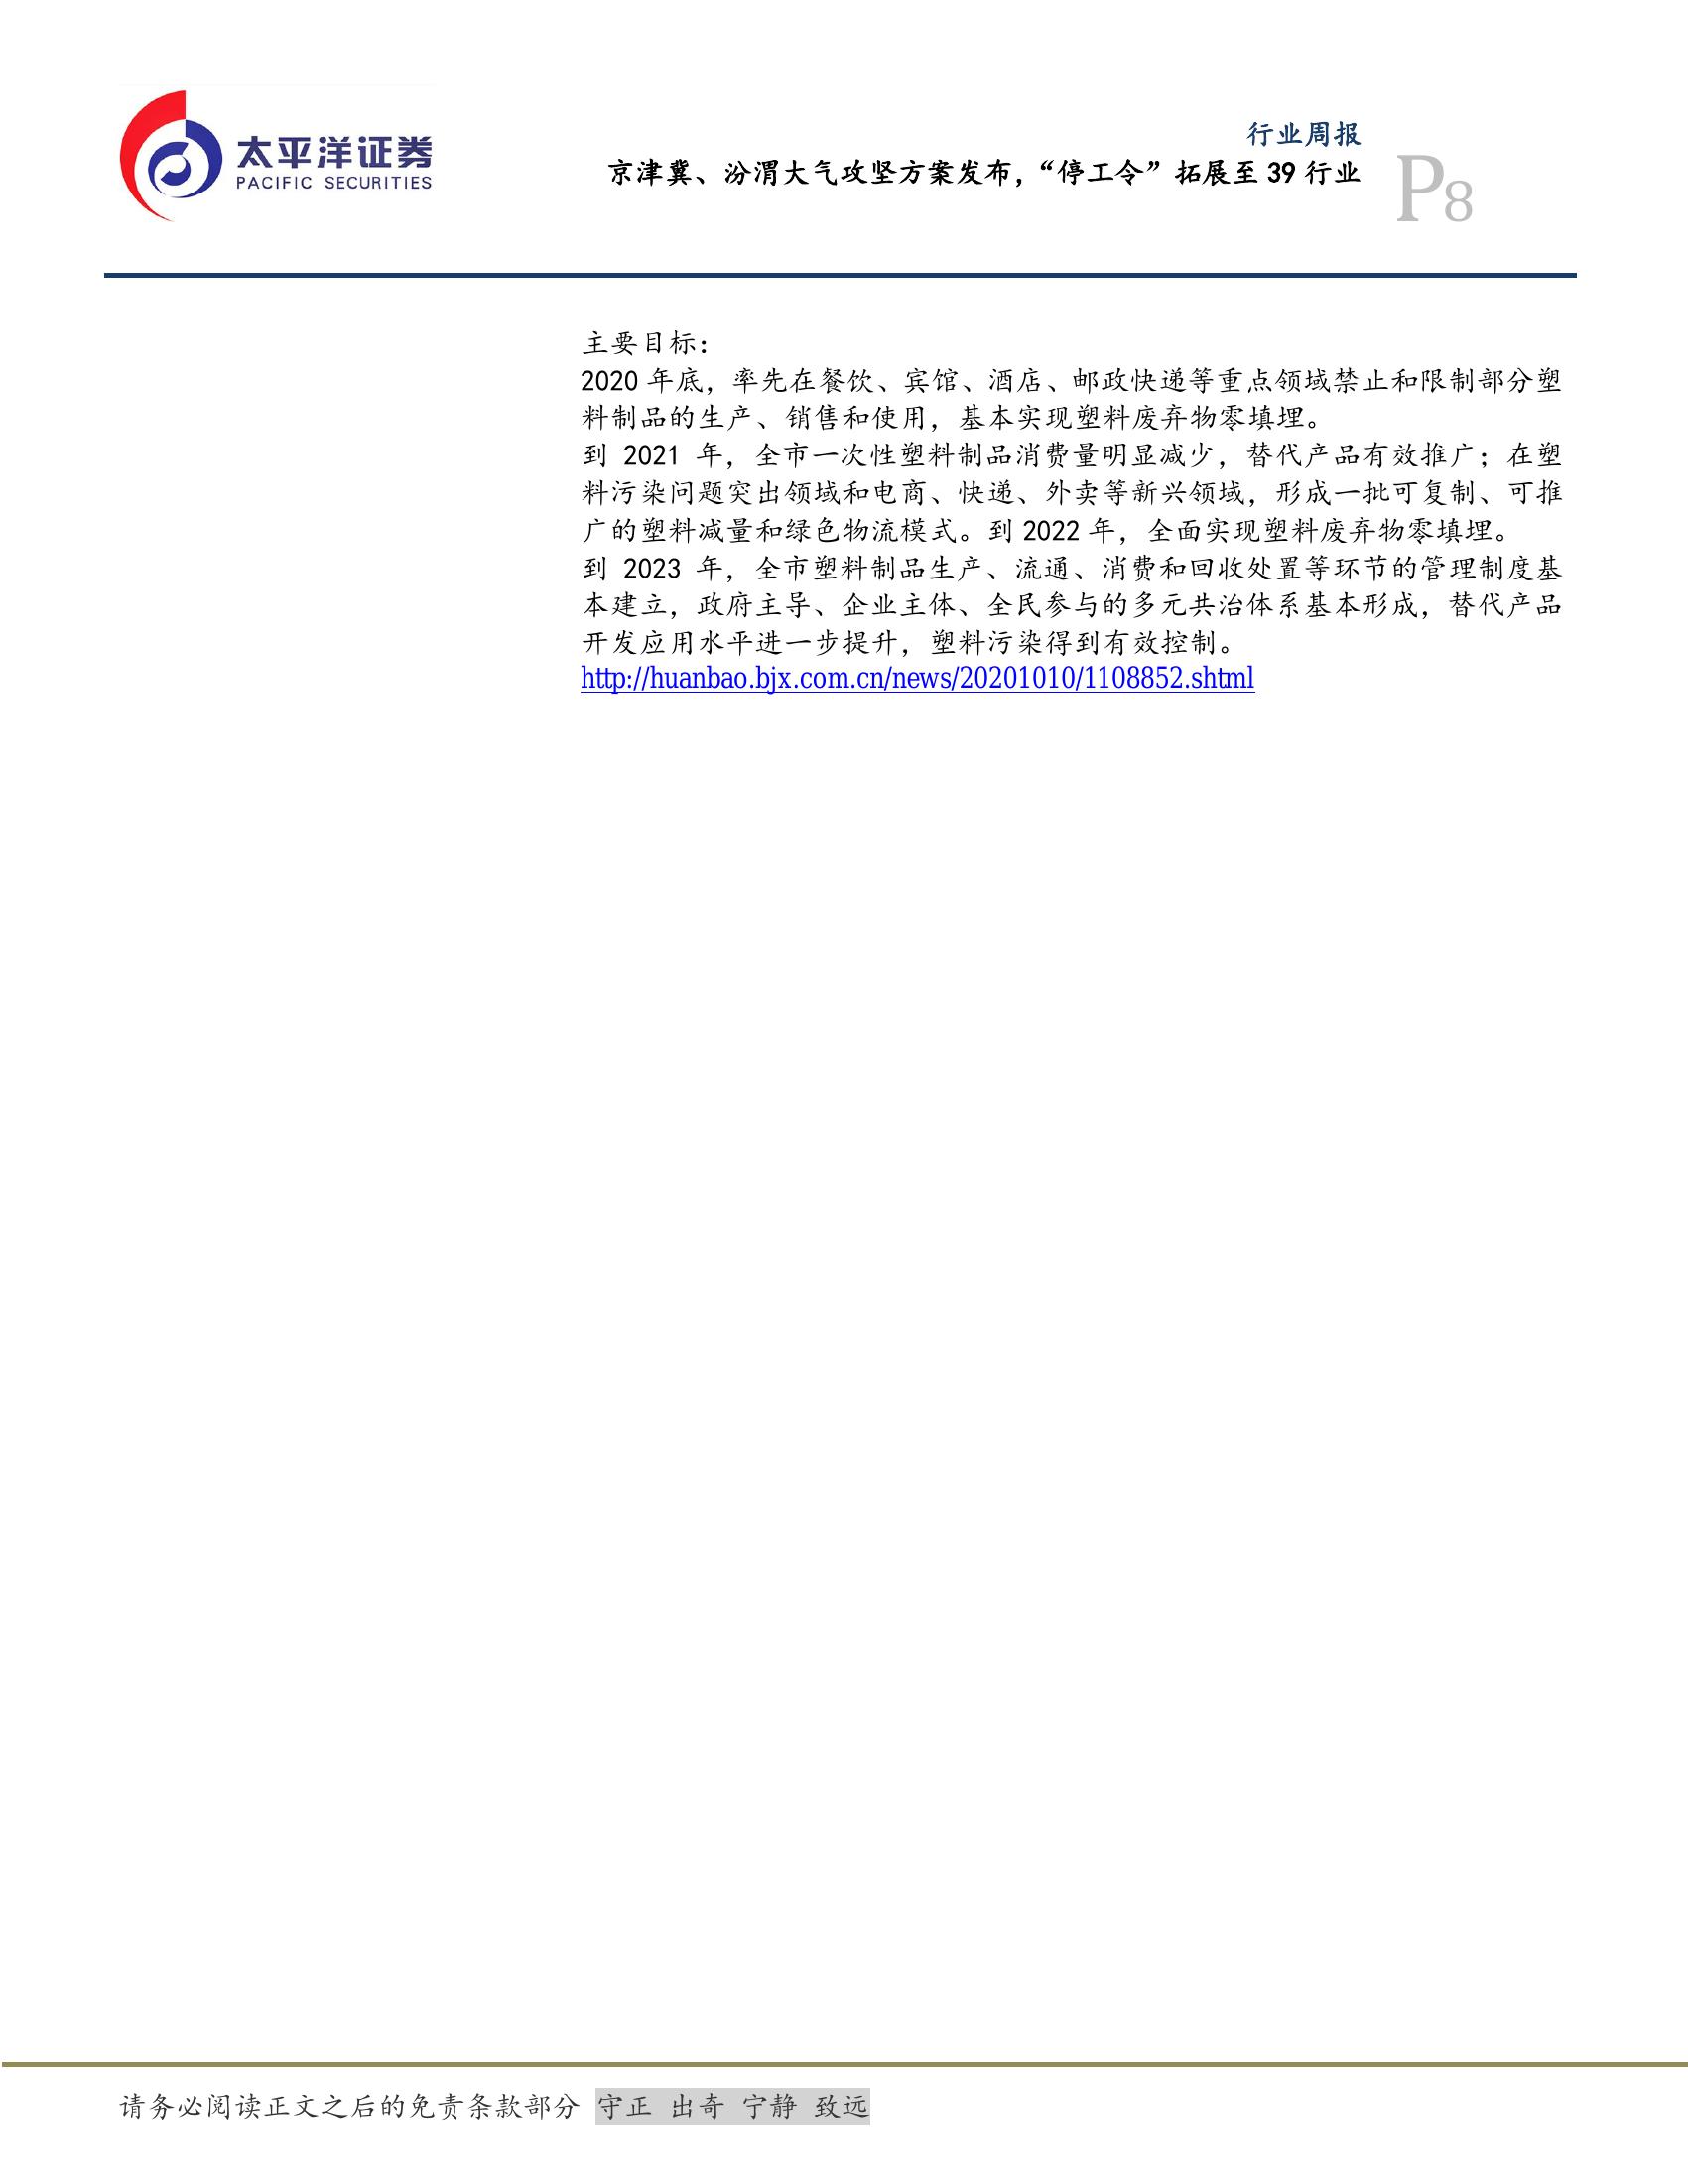 太平洋证券
PACIFIC SECURITIES
行业周报
京津冀、汾渭大气攻坚方案发布，“停工令”拓展至 39 行业
P8
主要目标：
2020 年底，率先在餐饮、宾馆、酒店、邮政快递等重点领域禁止和限制部分塑
料制品的生产、销售和使用，基本实现塑料废弃物零填埋。
到 2021 年，全市一次性塑料制品消费量明显减少，替代产品有效推广；在塑
料污染问题突出领域和电商、快递、外卖等新兴领域，形成一批可复制、可推
广的塑料减量和绿色物流模式。到 2022 年，全面实现塑料废弃物零填埋。
到 2023 年，全市塑料制品生产、流通、消费和回收处置等环节的管理制度基
本建立，政府主导、企业主体、全民参与的多元共治体系基本形成，替代产品
开发应用水平进一步提升，塑料污染得到有效控制。
http://huanbao.bjx.com.cn/news/20201010/1108852.shtml
请务必阅读正文之后的免责条款部分 守正 出奇 宁静 致远